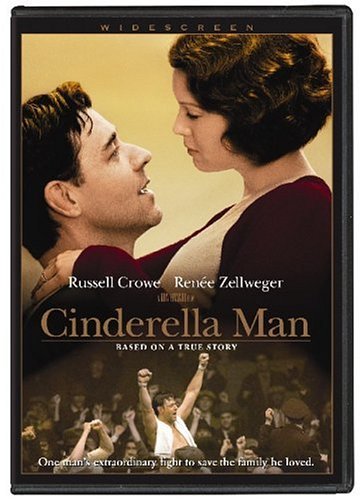 WIDESCREEN
Russell Crowe Renée Zellweger
Cinderella Man
BASED ON A TRUE STORY
One man's extraordinary fight to save the family he loved.